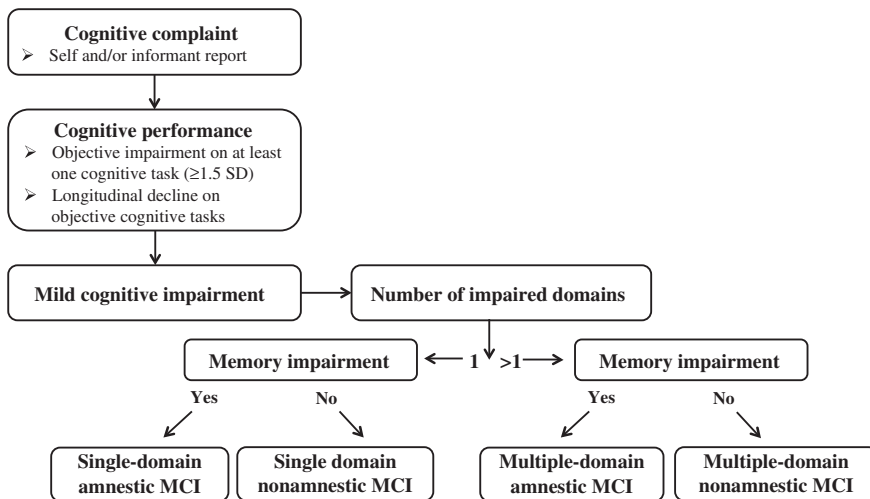 Cognitive complaint
➢ Self and/or informant report
Cognitive performance
➢ Objective impairment on at least
one cognitive task (≥1.5 SD)
➢ Longitudinal decline on
objective cognitive tasks
Mild cognitive impairment
Number of impaired domains
Memory impairment
1 >1
Memory impairment
Yes
No
Yes
No
Single-domain
amnestic MCI
Single domain
nonamnestic MCI
Multiple-domain
amnestic MCI
Multiple-domain
nonamnestic MCI